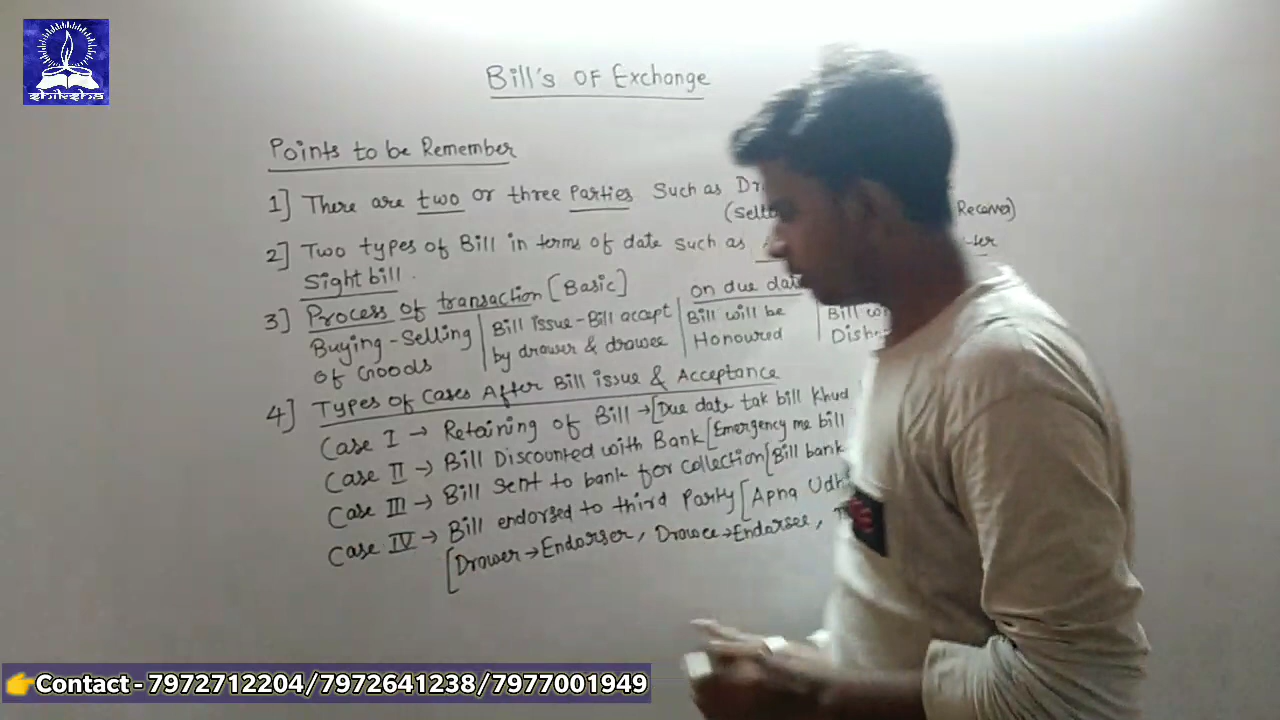 shiksha
Bill's OF Exchange
Points to be Remember
1] There are two or three Parties Such as
Receiver)
2] Two types of Bill in terms of date such as
Sight bill.
3] Process of transaction [Basic] on due date
Buying - Selling Bill issue - Bill accept Bill will be Bill
of Goods by drawer & drawee Honoured
4] Types of Cases After Bill issue & Acceptance
Case I → Retaining of Bill → [Due date tak bill Khud
Case II → Bill Discounted with Bank [Emergency me bill
Case III → Bill Sent to bank for collection [Bill bank
Case IV → Bill endorsed to third Party [Apna
[Drawer → Endorser, Drawee → Endorsee,
👉Contact - 7972712204/7972641238/7977001949